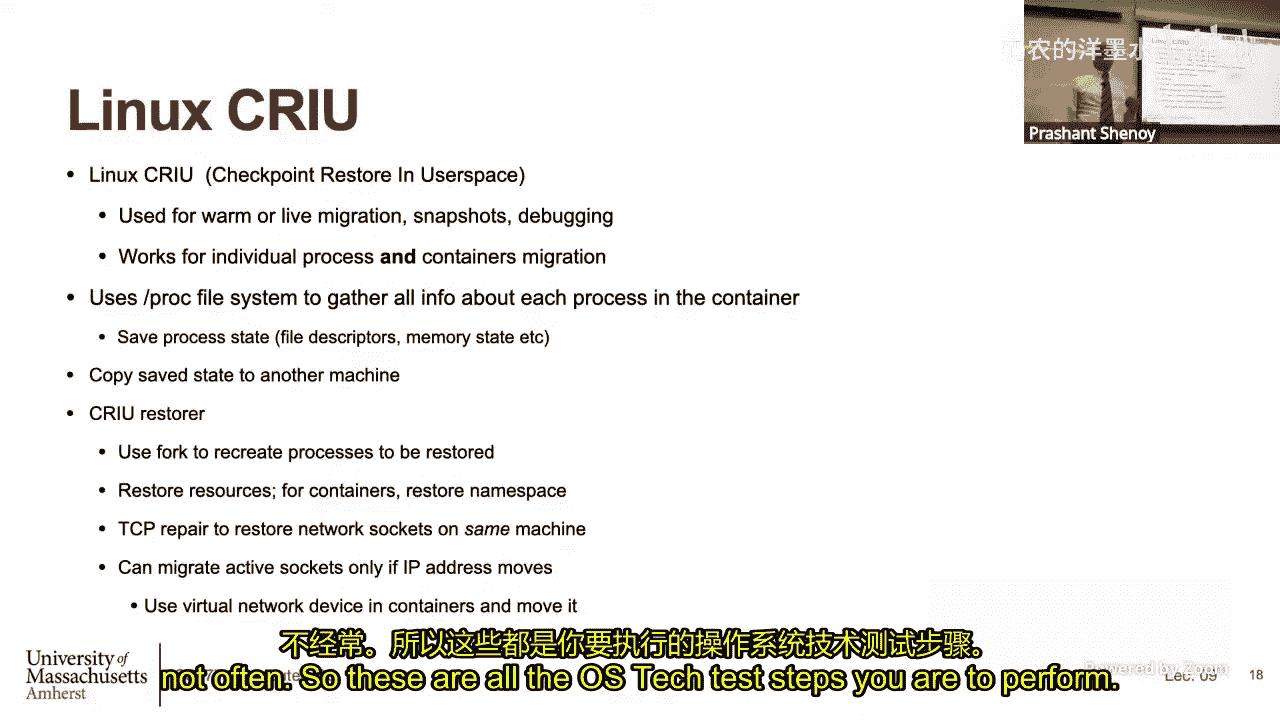 农的洋墨水
Prashant Shenoy
Linux CRIU
• Linux CRIU (Checkpoint Restore In Userspace)
• Used for warm or live migration, snapshots, debugging
• Works for individual process and containers migration
• Uses /proc file system to gather all info about each process in the container
• Save process state (file descriptors, memory state etc)
• Copy saved state to another machine
• CRIU restorer
• Use fork to recreate processes to be restored
• Restore resources; for containers, restore namespace
• TCP repair to restore network sockets on same machine
• Can migrate active sockets only if IP address moves
• Use virtual network device in containers and move it
不经常。所以这些都是你要执行的操作系统技术测试步骤。
not often. So these are all the OS Tech test steps you are to perform.
University of
Massachusetts
Amherst
Powered by Zoom
Lec. 09
18